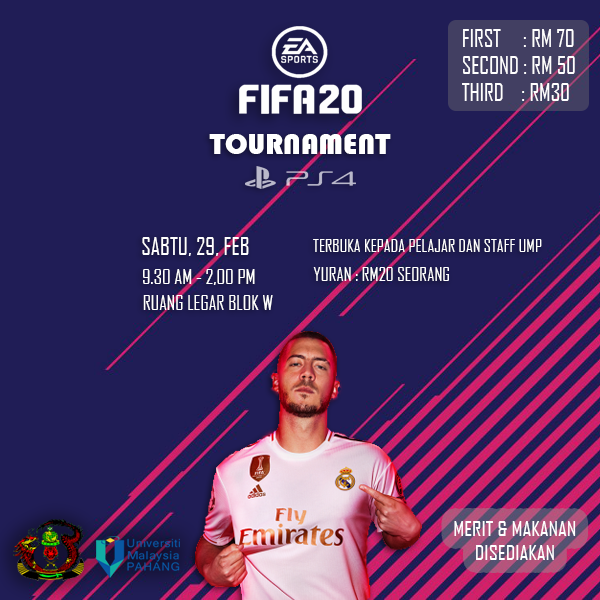 EA
SPORTS
FIFA20
TOURNAMENT
PS4
FIRST : RM 70
SECOND : RM 50
THIRD : RM30
SABTU, 29, FEB
9.30 AM - 2,00 PM
RUANG LEGAR BLOK W
TERBUKA KEPADA PELAJAR DAN STAFF UMP
YURAN : RM20 SEORANG
adidas
Fly
Emirates
Universiti
Malaysia
PAHANG
MERIT & MAKANAN
DISEDIAKAN